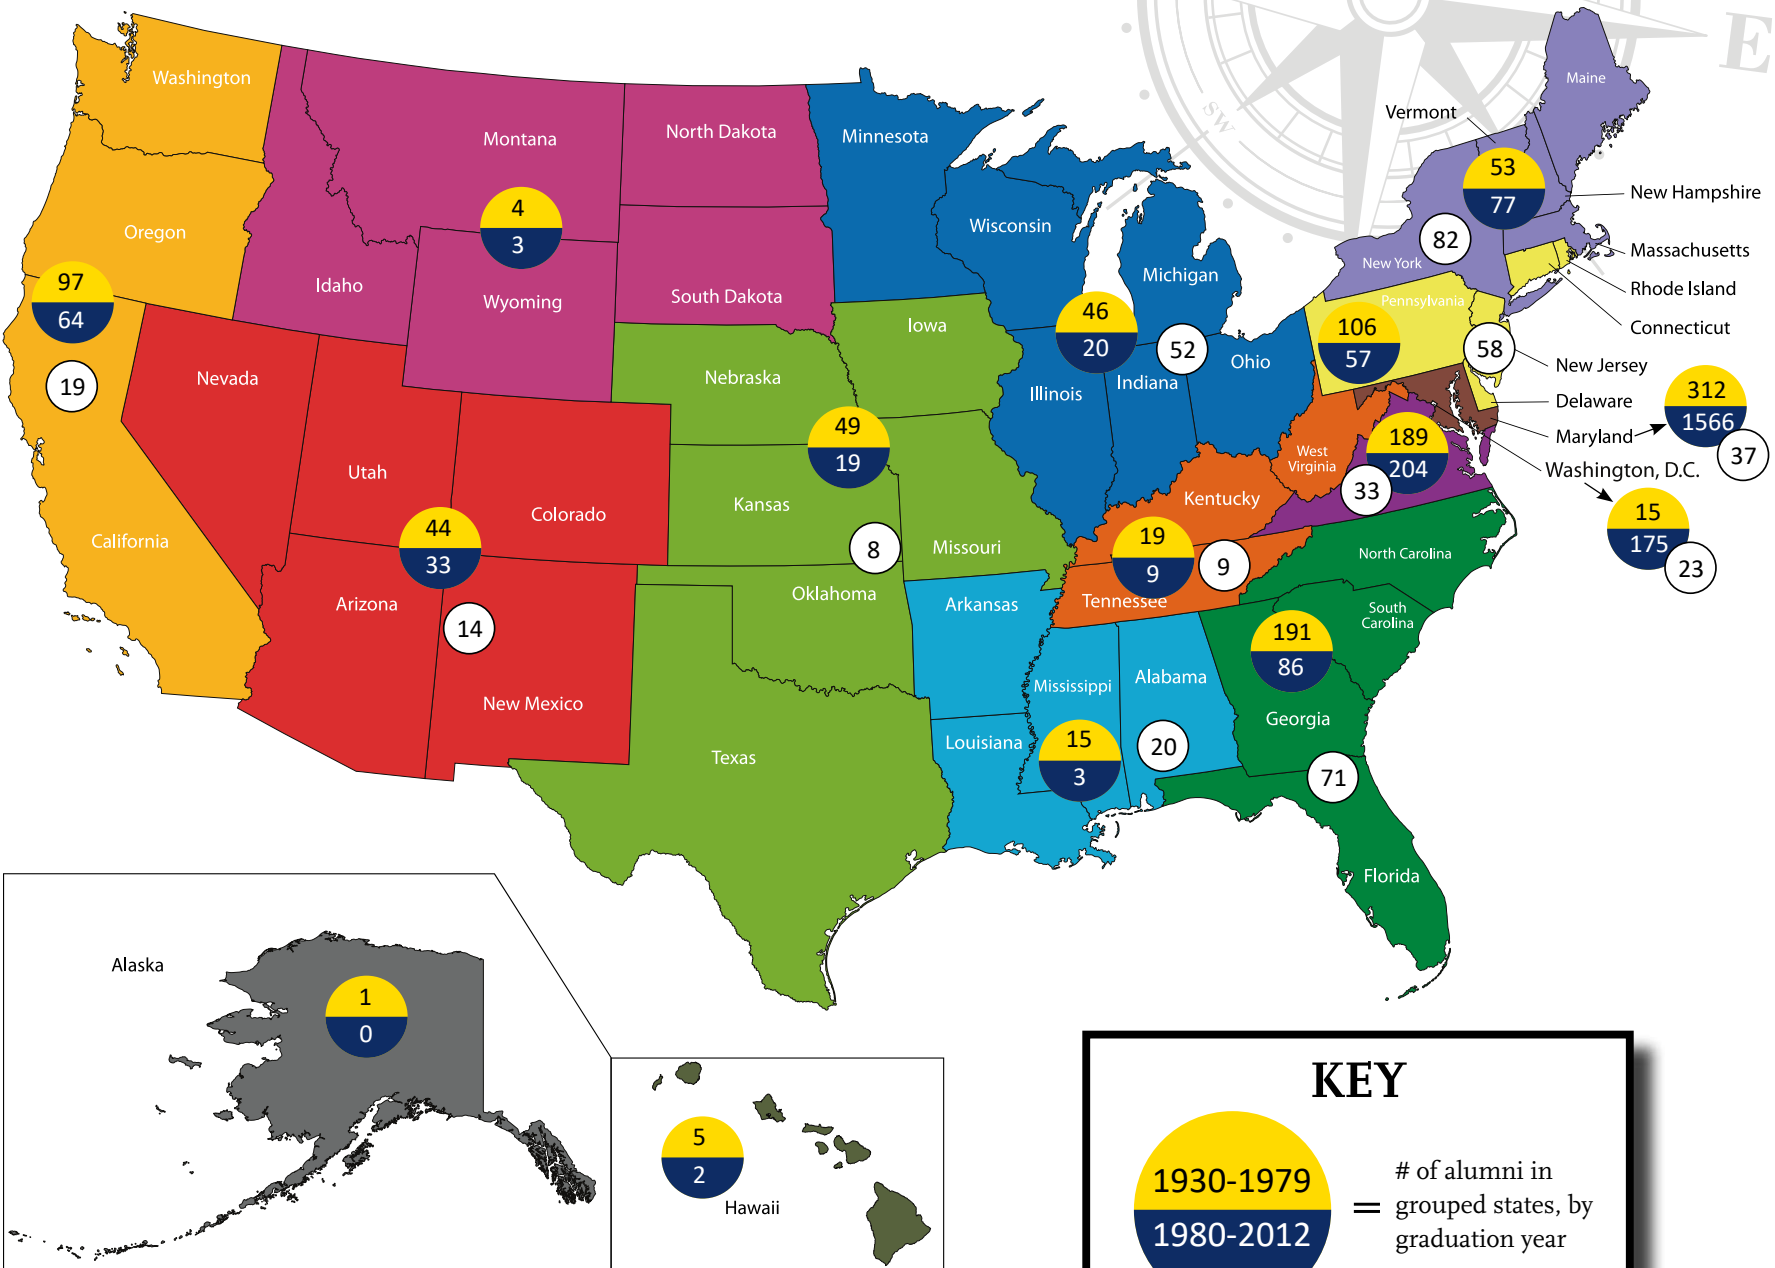 E
SW
Washington
Montana
North Dakota
Minnesota
Maine
Vermont
53
77
New Hampshire
4
3
Oregon
Wisconsin
82
New York
Massachusetts
97
64
Idaho
Wyoming
South Dakota
Michigan
Rhode Island
Pennsylvania
Connecticut
46
20
Iowa
106
57
58
New Jersey
19
Nevada
Nebraska
52
Ohio
Illinois
Indiana
Delaware
312
1566
37
Maryland
49
19
189
204
Utah
West
Virginia
Washington, D.C.
33
Kansas
Kentucky
Colorado
15
175
23
California
44
33
8
Missouri
19
9
9
North Carolina
Arizona
Oklahoma
Arkansas
Tennessee
South
Carolina
14
191
86
New Mexico
Mississippi
Alabama
Georgia
Texas
Louisiana
15
3
20
71
Florida
Alaska
1
0
5
2
Hawaii
KEY
1930-1979
1980-2012
=
# of alumni in
grouped states, by
graduation year